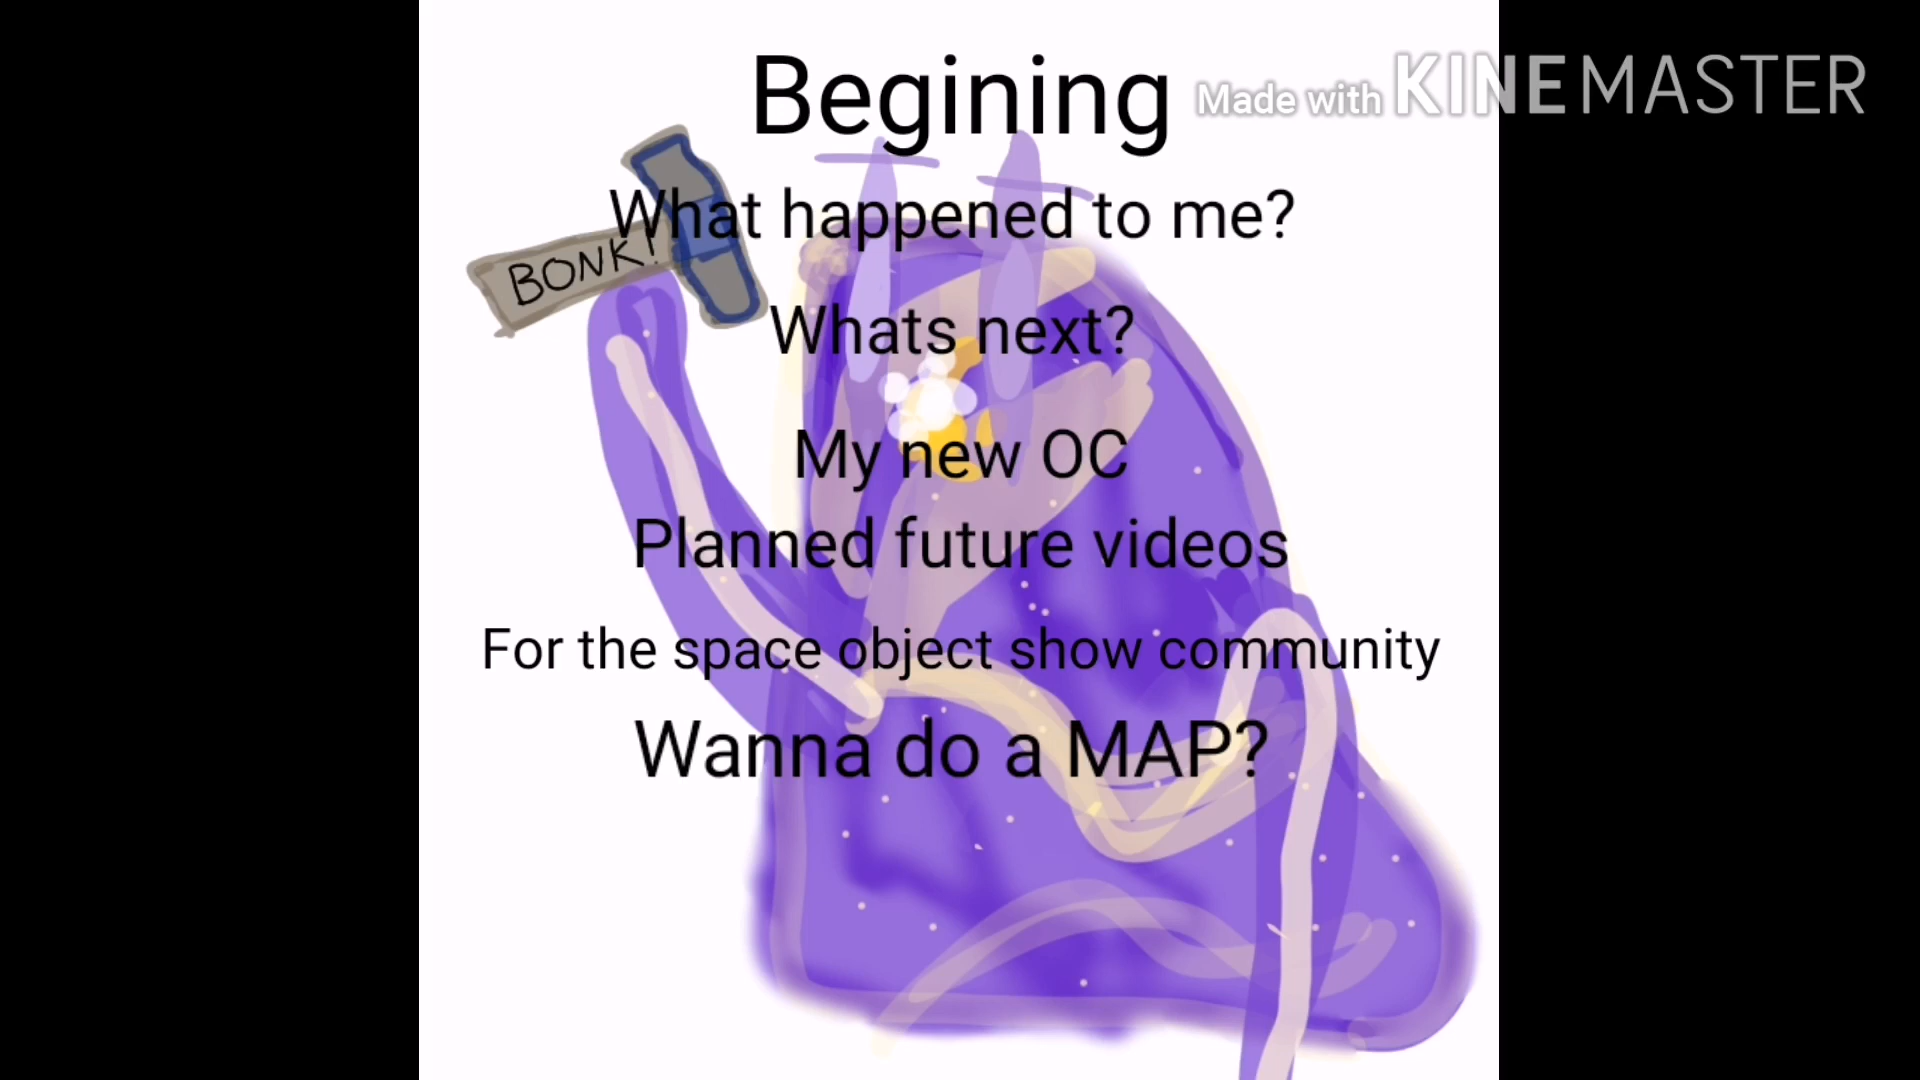 Begining
Made with KINEMASTER
What happened to me?
BONK!
Whats next?
My new OC
Planned future videos
For the space object show community
Wanna do a MAP?